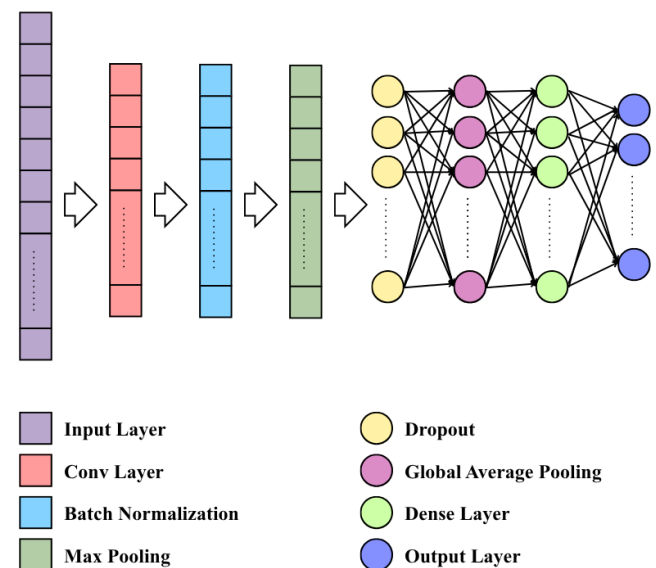 Input Layer
Conv Layer
Batch Normalization
Max Pooling
Dropout
Global Average Pooling
Dense Layer
Output Layer